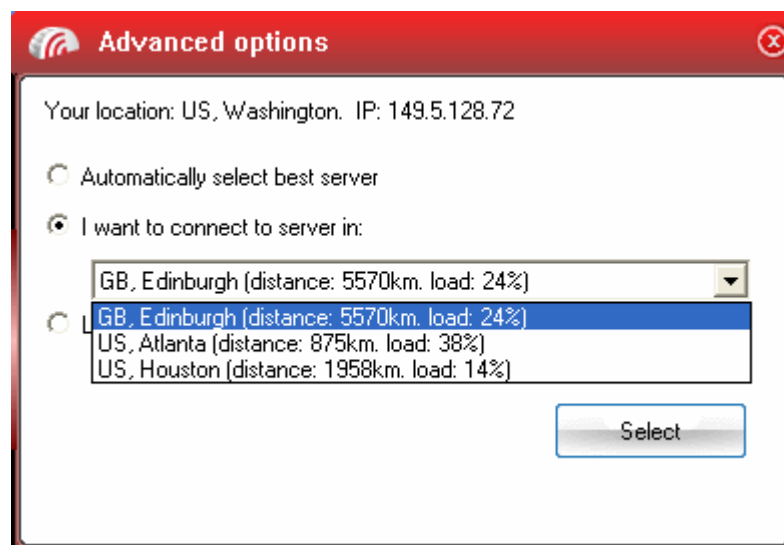 Advanced options
Your location: US, Washington. IP: 149.5.128.72
Automatically select best server
I want to connect to server in:
GB, Edinburgh (distance: 5570km. load: 24%)
GB, Edinburgh (distance: 5570km. load: 24%)
US, Atlanta (distance: 875km. load: 38%)
US, Houston (distance: 1958km. load: 14%)
Select